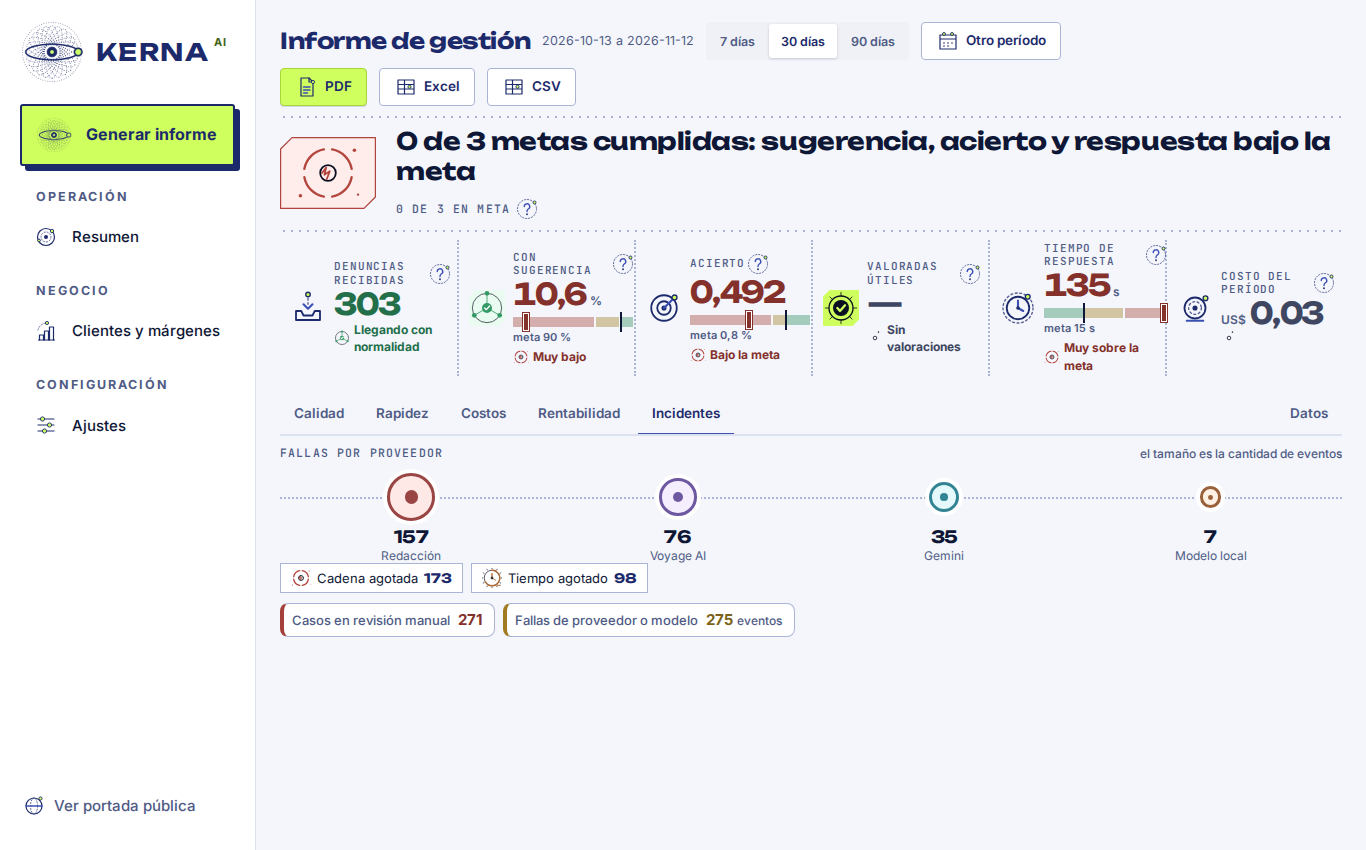 KERNA AI
Generar informe
OPERACIÓN
Resumen
NEGOCIO
Clientes y márgenes
CONFIGURACIÓN
Ajustes
Ver portada pública
Informe de gestión 2026-10-13 a 2026-11-12 7 días 30 días 90 días Otro período
PDF Excel CSV
0 de 3 metas cumplidas: sugerencia, acierto y respuesta bajo la
meta
0 DE 3 EN META ?
DENUNCIAS
RECIBIDAS ?
303
Llegando con
normalidad
CON
SUGERENCIA ?
10,6 %
meta 90 %
Muy bajo
ACIERTO ?
0,492
meta 0,8 %
Bajo la meta
VALORADAS
ÚTILES ?
—
Sin
valoraciones
TIEMPO DE
RESPUESTA ?
135 s
meta 15 s
Muy sobre la
meta
COSTO DEL
PERÍODO ?
US$ 0,03
Calidad Rapidez Costos Rentabilidad Incidentes Datos
FALLAS POR PROVEEDOR el tamaño es la cantidad de eventos
157 76 35 7
Redacción Voyage AI Gemini Modelo local
Cadena agotada 173 Tiempo agotado 98
Casos en revisión manual 271 Fallas de proveedor o modelo 275 eventos